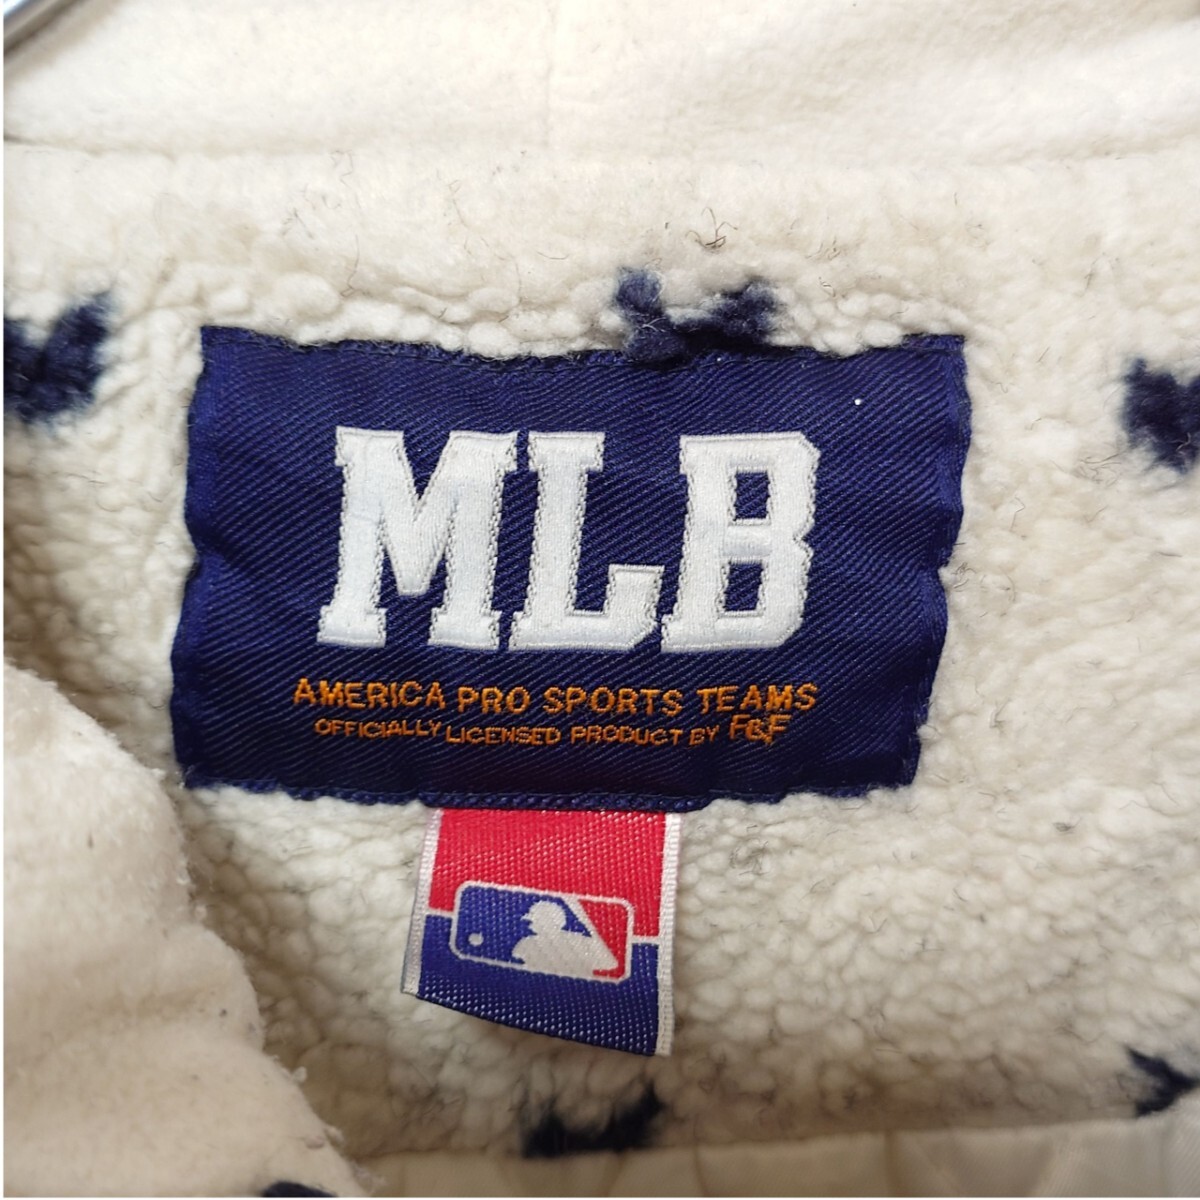 MLB
AMERICA PRO SPORTS TEAMS
OFFICIALLY LICENSED PRODUCT BY F&F